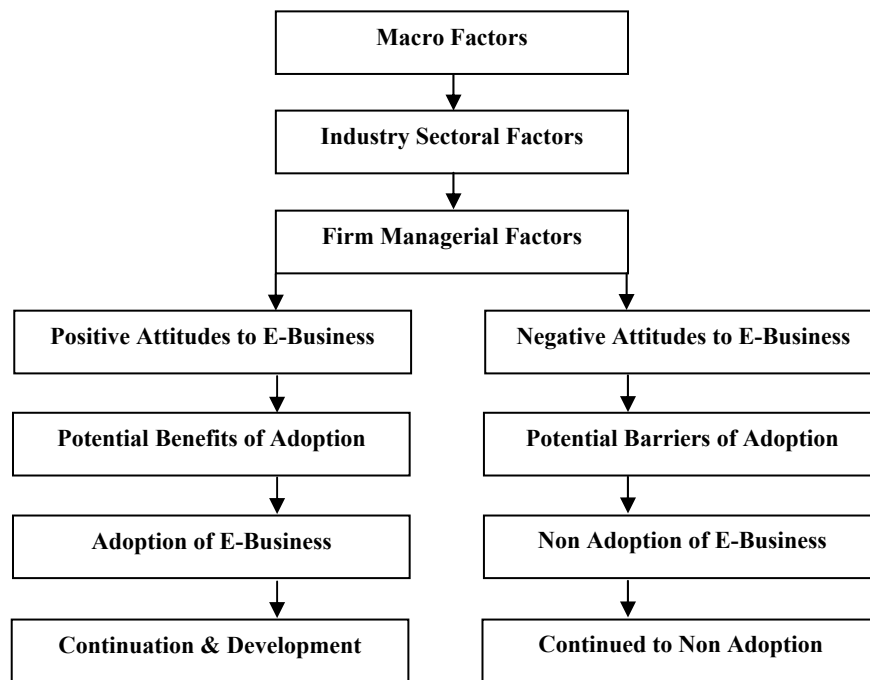 Macro Factors
Industry Sectoral Factors
Firm Managerial Factors
Positive Attitudes to E-Business
Negative Attitudes to E-Business
Potential Benefits of Adoption
Potential Barriers of Adoption
Adoption of E-Business
Non Adoption of E-Business
Continuation & Development
Continued to Non Adoption